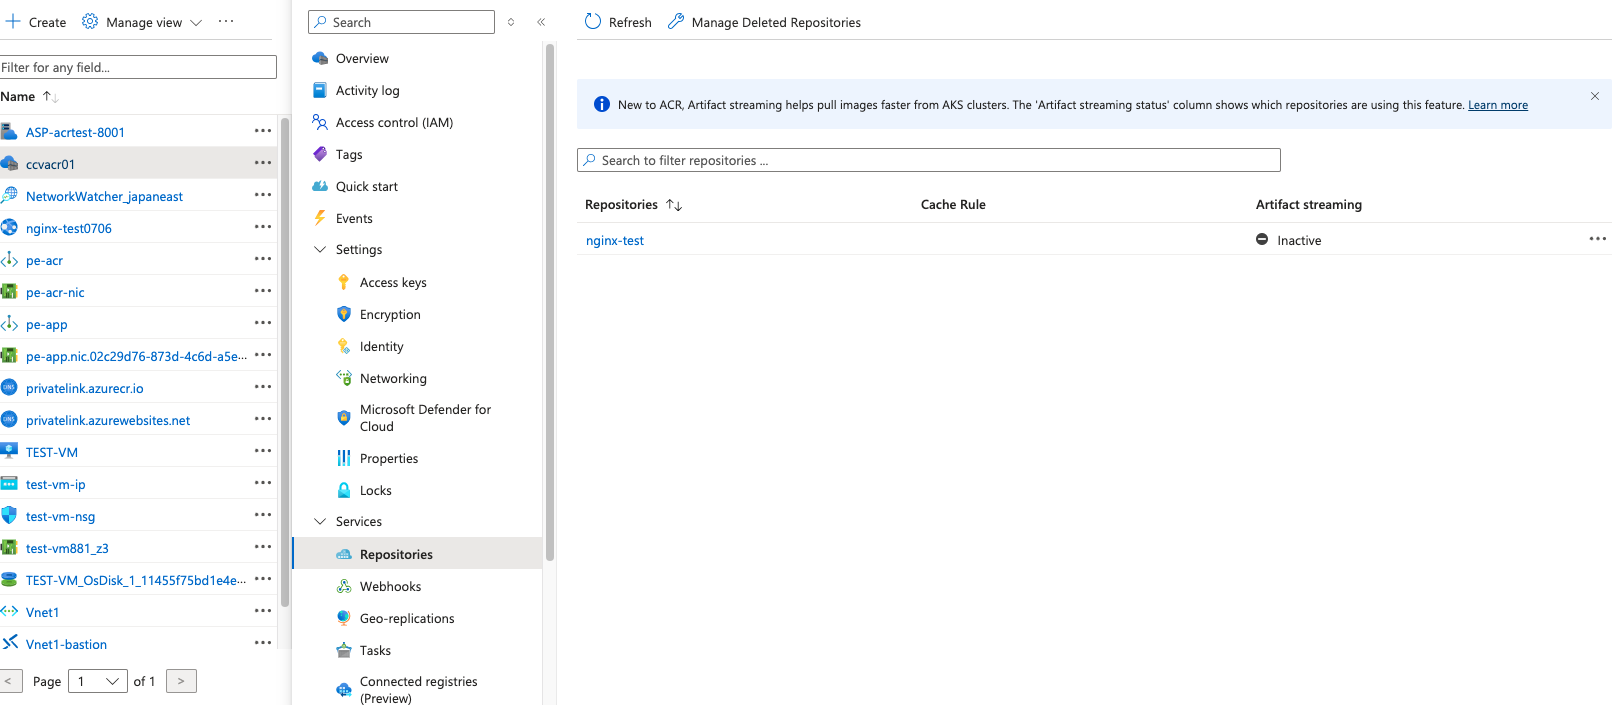 Create
Manage view
Filter for any field...
Name
ASP-acrtest-8001
ccvacr01
NetworkWatcher_japaneast
nginx-test0706
pe-acr
pe-acr-nic
pe-app
pe-app.nic.02c29d76-873d-4c6d-a5e...
privatelink.azurecr.io
privatelink.azurewebsites.net
TEST-VM
test-vm-ip
test-vm-nsg
test-vm881_z3
TEST-VM_OsDisk_1_11455f75bd1e4e...
Vnet1
Vnet1-bastion
< Page 1 of 1 >
Search
Overview
Activity log
Access control (IAM)
Tags
Quick start
Events
Settings
Access keys
Encryption
Identity
Networking
Microsoft Defender for
Cloud
Properties
Locks
Services
Repositories
Webhooks
Geo-replications
Tasks
Connected registries
(Preview)
Refresh
Manage Deleted Repositories
New to ACR, Artifact streaming helps pull images faster from AKS clusters. The 'Artifact streaming status' column shows which repositories are using this feature. Learn more
Search to filter repositories ...
Repositories
Cache Rule
Artifact streaming
nginx-test
Inactive